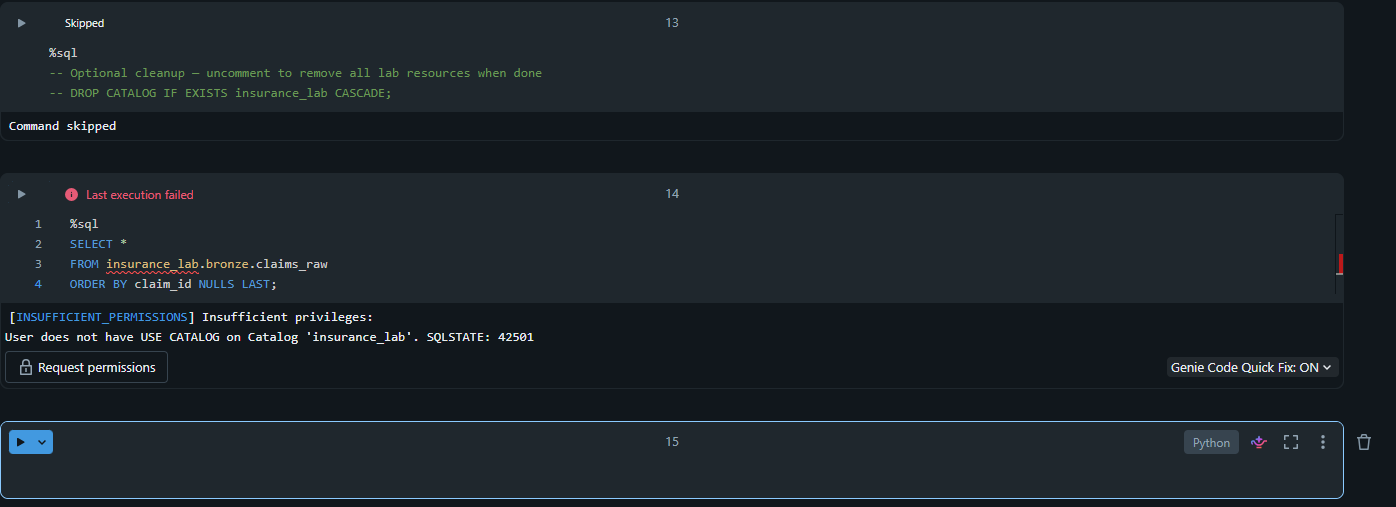 Skipped
13
%sql
-- Optional cleanup — uncomment to remove all lab resources when done
-- DROP CATALOG IF EXISTS insurance_lab CASCADE;
Command skipped
Last execution failed
14
1 %sql
2 SELECT *
3 FROM insurance_lab.bronze.claims_raw
4 ORDER BY claim_id NULLS LAST;
[INSUFFICIENT_PERMISSIONS] Insufficient privileges:
User does not have USE CATALOG on Catalog 'insurance_lab'. SQLSTATE: 42501
Request permissions
Genie Code Quick Fix: ON
15
Python